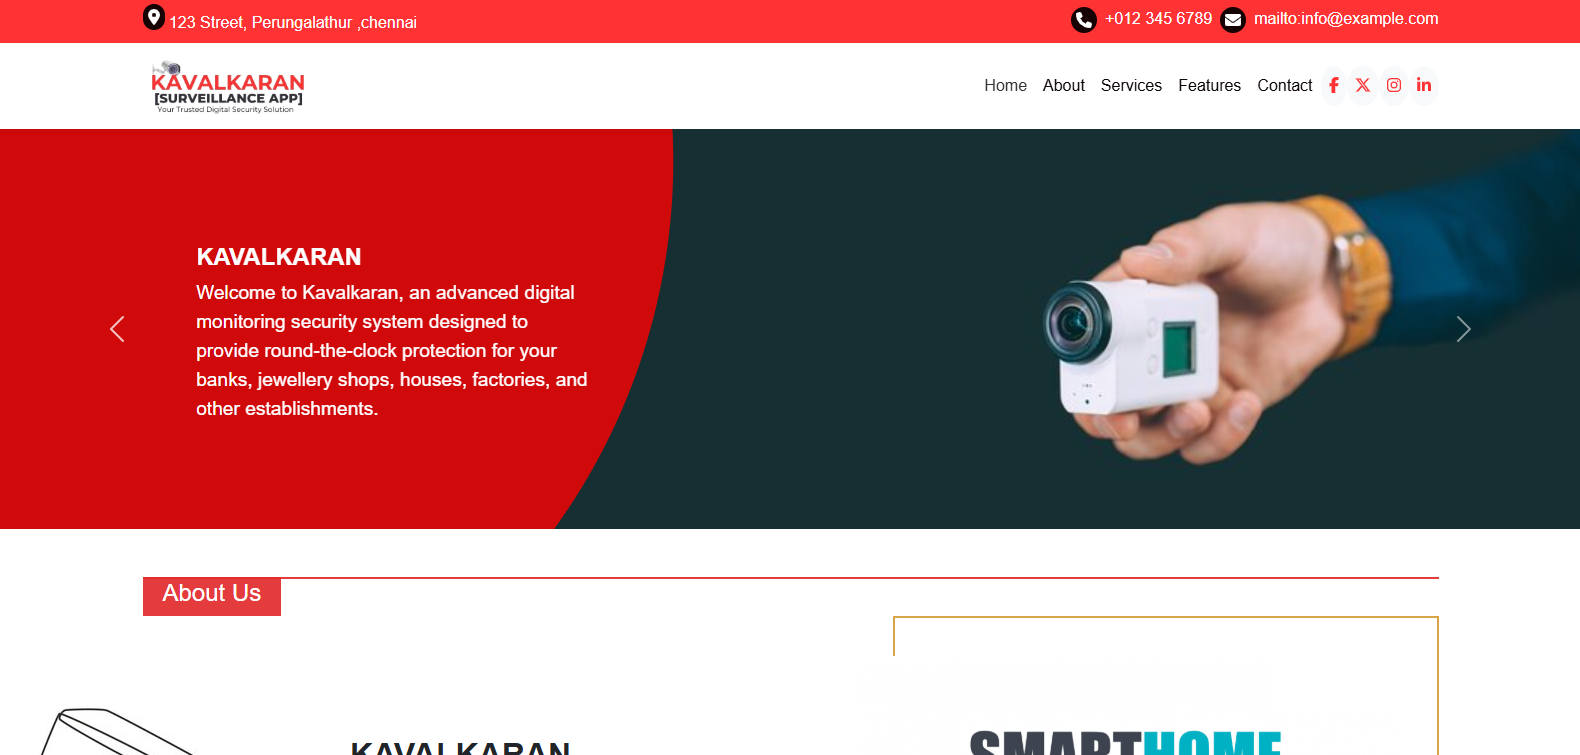 123 Street, Perungalathur ,chennai
+012 345 6789
mailto:info@example.com
KAVALKARAN
[SURVEILLANCE APP]
Your Trusted Digital Security Solution
Home
About
Services
Features
Contact
KAVALKARAN
Welcome to Kavalkaran, an advanced digital
monitoring security system designed to
provide round-the-clock protection for your
banks, jewellery shops, houses, factories, and
other establishments.
About Us
KAVALKARAN
SMARTHOME